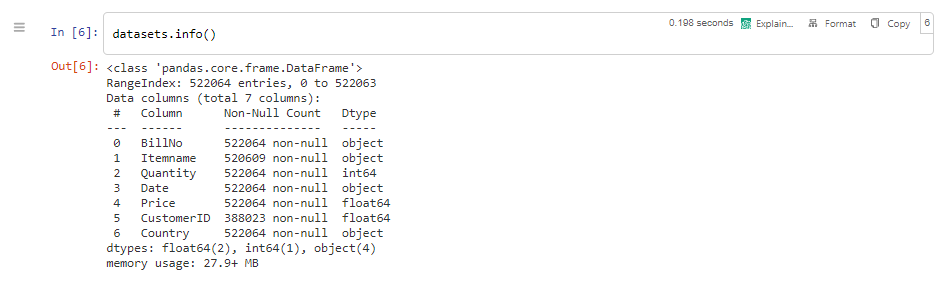 0.198 seconds Explain... Format Copy 6
In [6]: datasets.info()
Out[6]: <class 'pandas.core.frame.DataFrame'>
RangeIndex: 522064 entries, 0 to 522063
Data columns (total 7 columns):
 #   Column      Non-Null Count   Dtype
---  ------      --------------   -----
 0   BillNo      522064 non-null  object
 1   Itemname    520609 non-null  object
 2   Quantity    522064 non-null  int64
 3   Date        522064 non-null  object
 4   Price       522064 non-null  float64
 5   CustomerID  388023 non-null  float64
 6   Country     522064 non-null  object
dtypes: float64(2), int64(1), object(4)
memory usage: 27.9+ MB